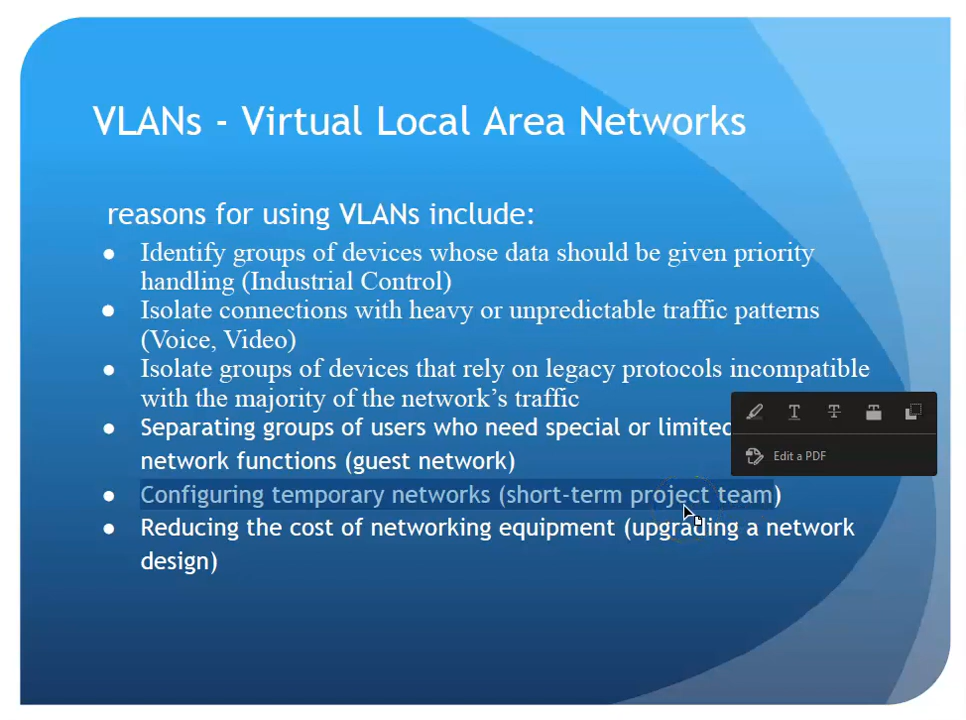 VLANs - Virtual Local Area Networks
reasons for using VLANs include:
● Identify groups of devices whose data should be given priority
handling (Industrial Control)
● Isolate connections with heavy or unpredictable traffic patterns
(Voice, Video)
● Isolate groups of devices that rely on legacy protocols incompatible
with the majority of the network’s traffic
● Separating groups of users who need special or limited
network functions (guest network)
Edit a PDF
● Configuring temporary networks (short-term project team)
● Reducing the cost of networking equipment (upgrading a network
design)